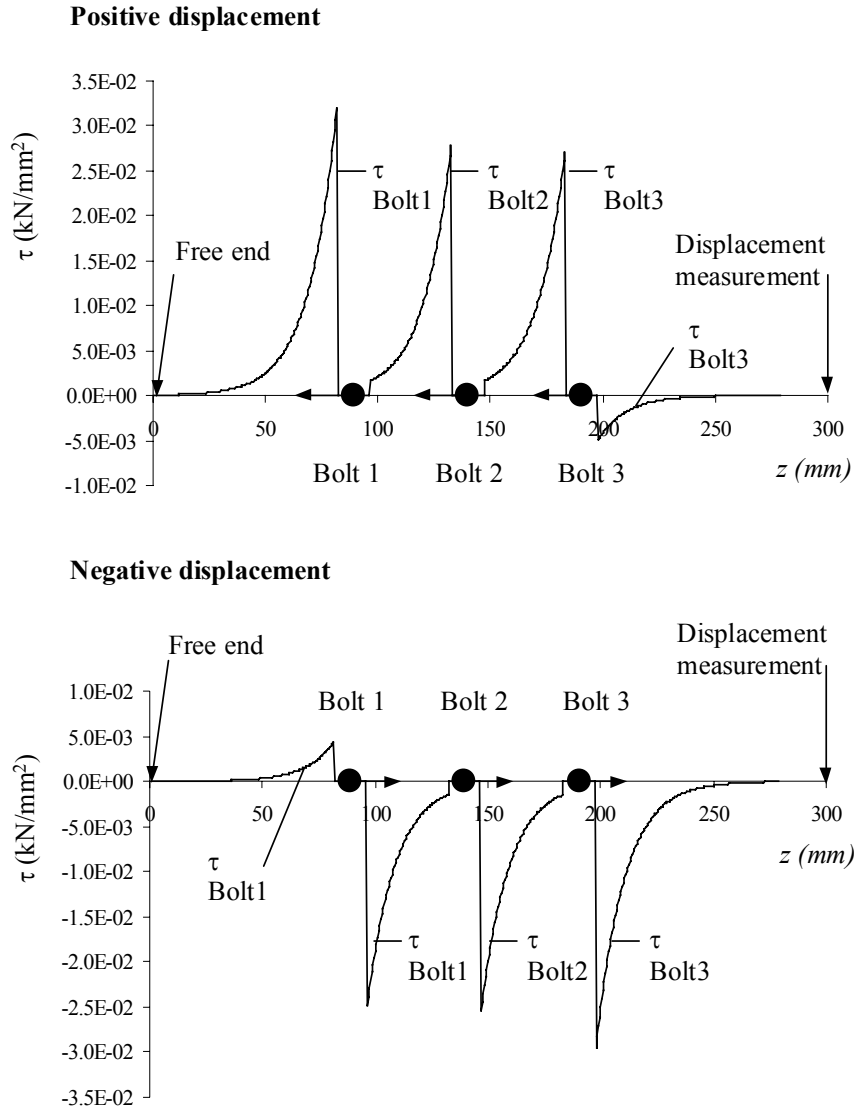 Positive displacement
3.5E-02
3.0E-02
2.5E-02
2.0E-02
1.5E-02
1.0E-02
5.0E-03
0.0E+00
-5.0E-03
-1.0E-02
τ (kN/mm²)
Free end
τ
Bolt1
τ
Bolt2
τ
Bolt3
Displacement
measurement
τ
Bolt3
0 50 100 150 200 250 300
Bolt 1 Bolt 2 Bolt 3 z (mm)
Negative displacement
Free end
Displacement
measurement
Bolt 1 Bolt 2 Bolt 3
1.0E-02
5.0E-03
0.0E+00
-5.0E-03
-1.0E-02
-1.5E-02
-2.0E-02
-2.5E-02
-3.0E-02
-3.5E-02
τ (kN/mm²)
0 50 100 150 200 250 300
z (mm)
τ
Bolt1
τ
Bolt1
τ
Bolt2
τ
Bolt3